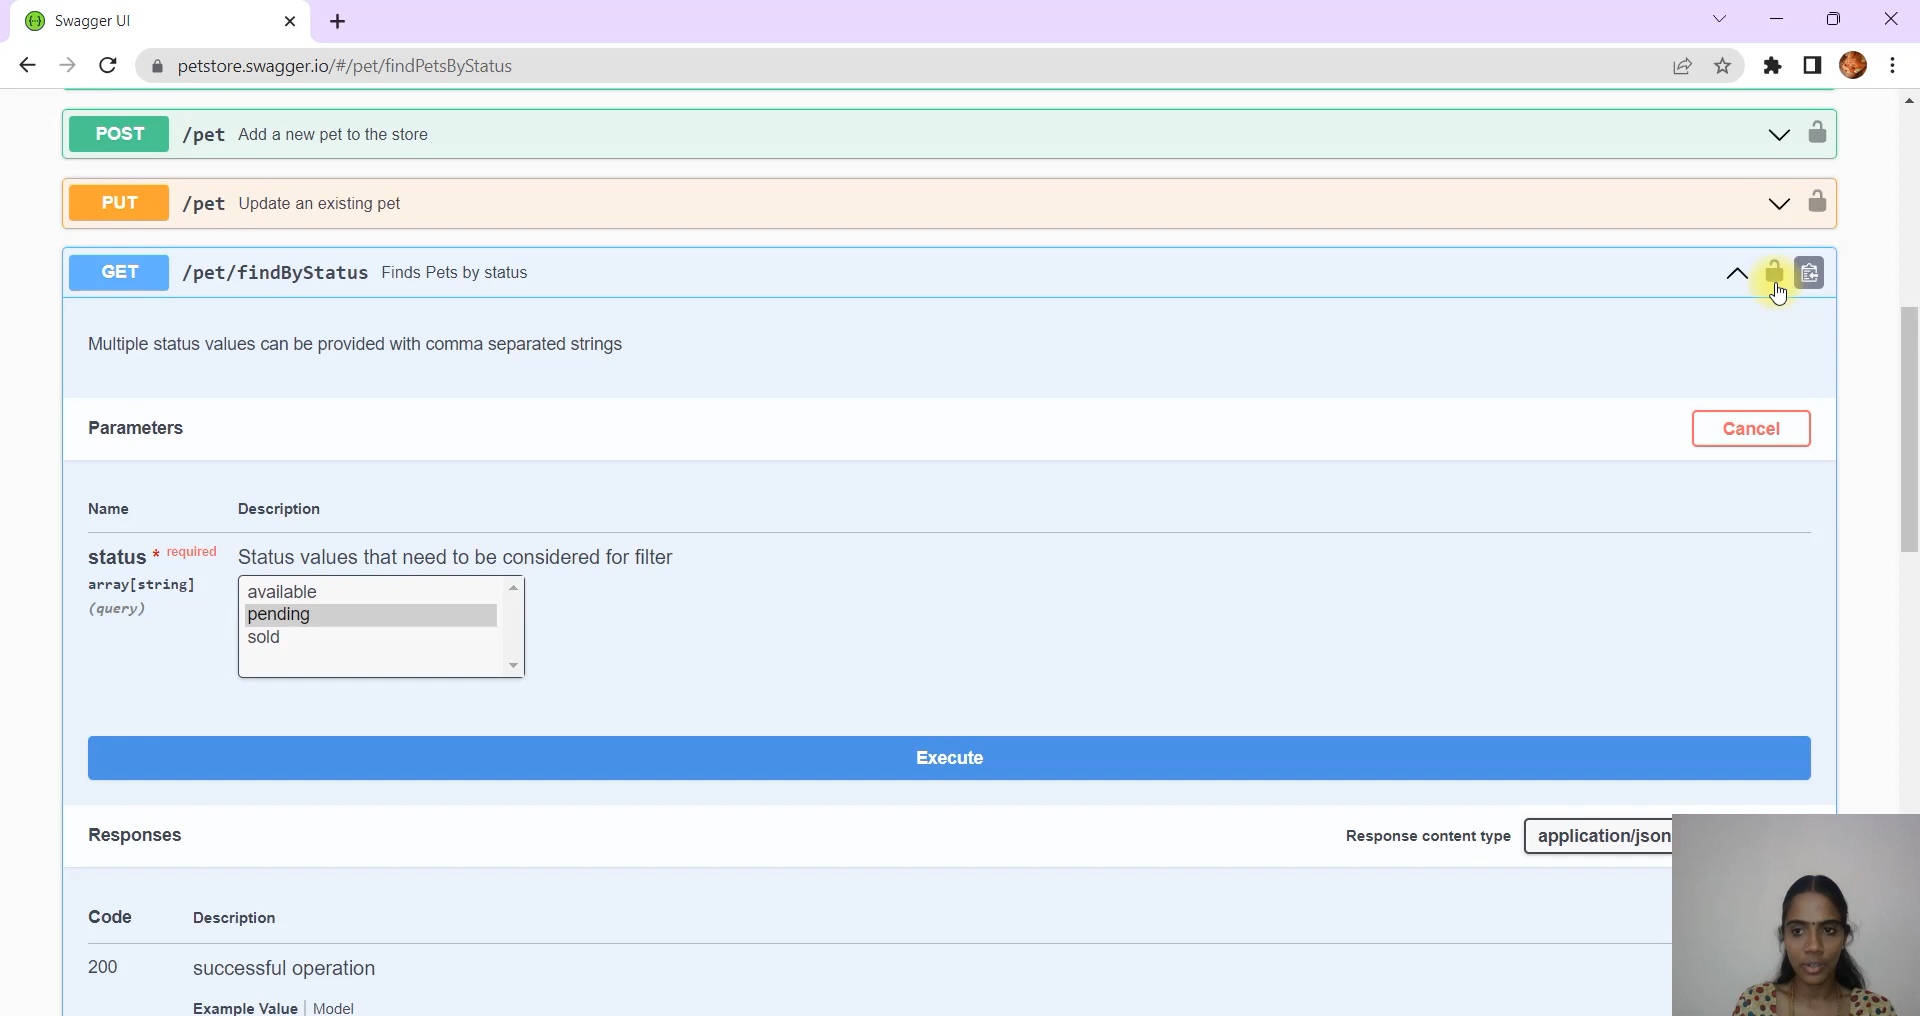 Swagger UI
petstore.swagger.io/#/pet/findPetsByStatus
POST /pet Add a new pet to the store
PUT /pet Update an existing pet
GET /pet/findByStatus Finds Pets by status
Multiple status values can be provided with comma separated strings
Parameters
Cancel
Name Description
status * required Status values that need to be considered for filter
array[string]
(query)
available
pending
sold
Execute
Responses
Response content type application/json
Code Description
200 successful operation
Example Value | Model